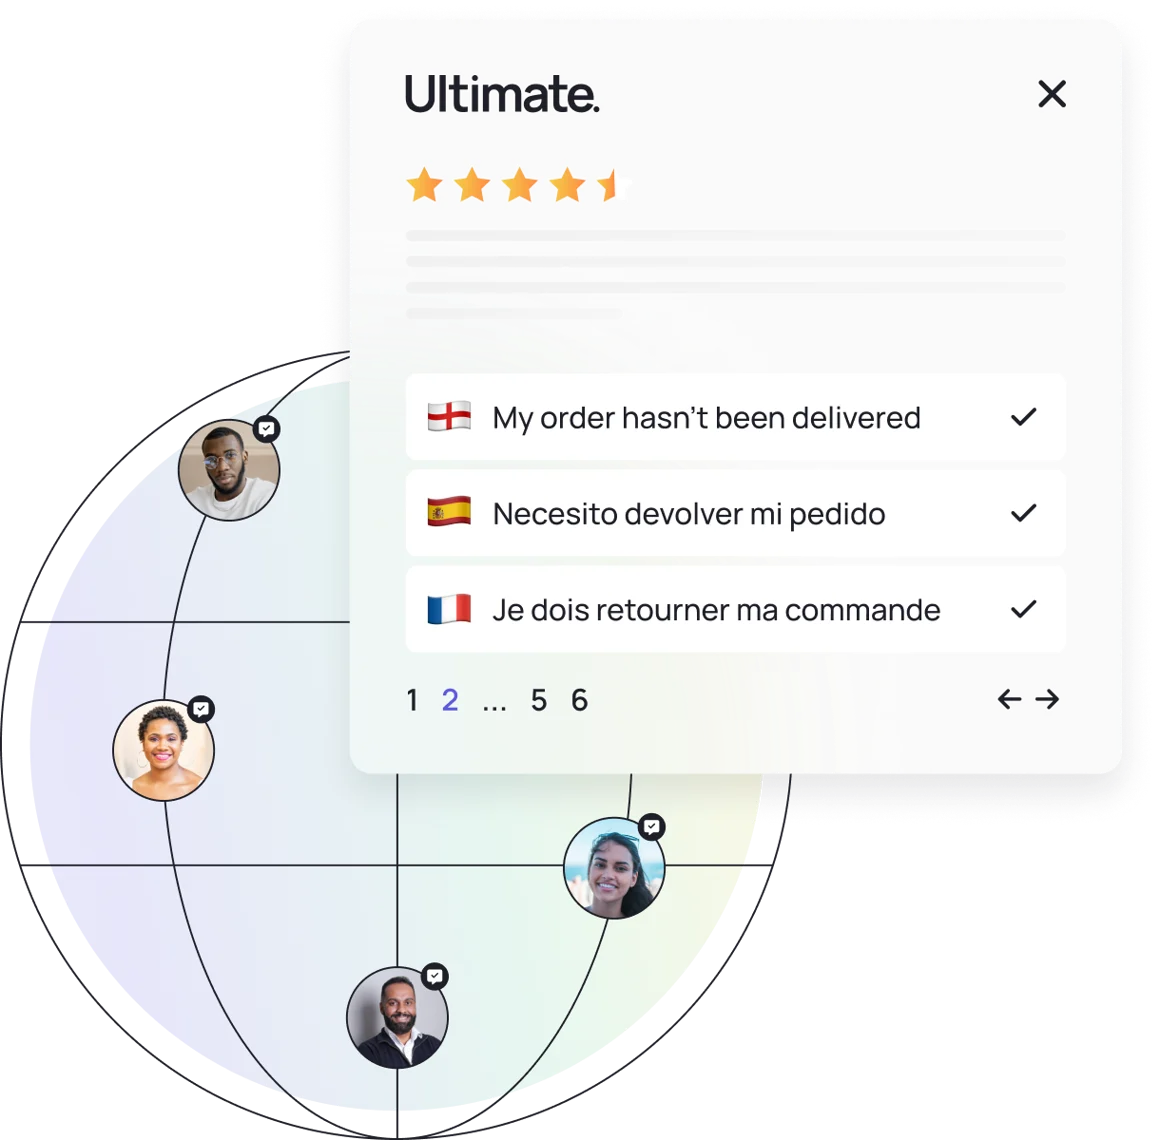 Ultimate.
My order hasn’t been delivered
Necesito devolver mi pedido
Je dois retourner ma commande
1 2 ... 5 6